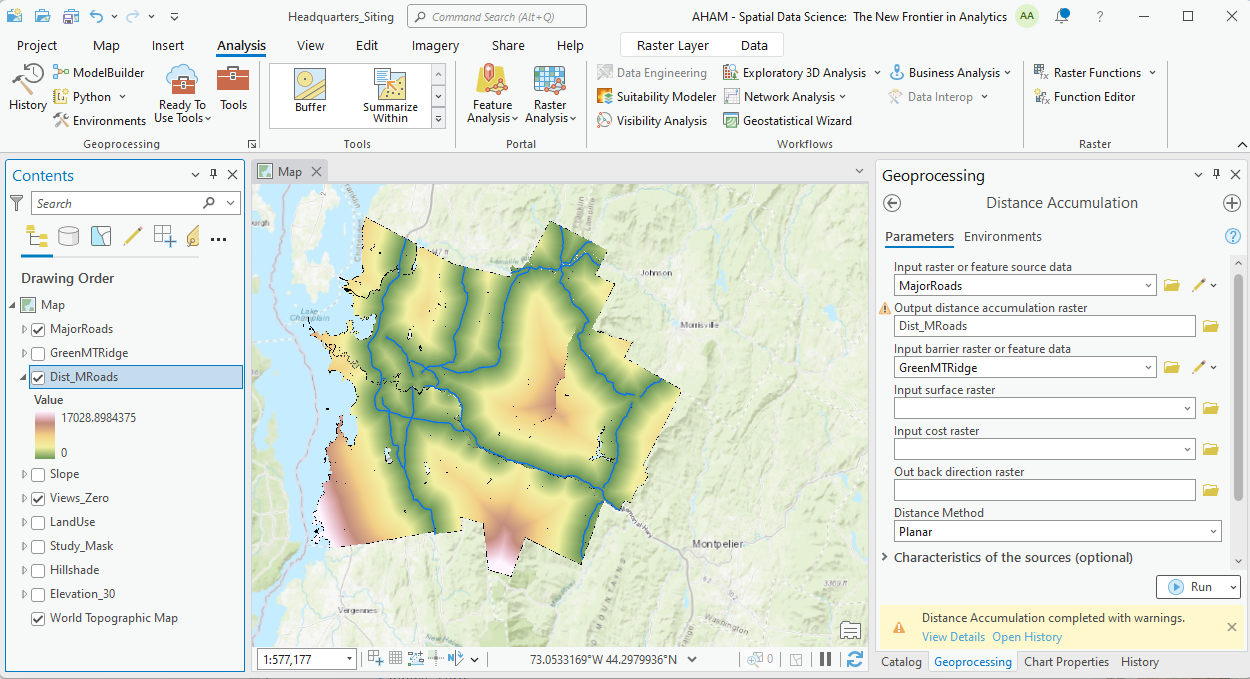 Headquarters_Siting
Command Search (Alt+Q)
AHAM - Spatial Data Science: The New Frontier in Analytics
AA
?
Project
Map
Insert
Analysis
View
Edit
Imagery
Share
Help
Raster Layer
Data
History
ModelBuilder
Python
Environments
Ready To
Use Tools
Tools
Geoprocessing
Buffer
Summarize
Within
Tools
Feature
Analysis
Raster
Analysis
Portal
Data Engineering
Suitability Modeler
Visibility Analysis
Exploratory 3D Analysis
Network Analysis
Geostatistical Wizard
Business Analysis
Data Interop
Workflows
Raster Functions
Function Editor
Raster
Contents
Search
Drawing Order
Map
MajorRoads
GreenMTRidge
Dist_MRoads
Value
17028.8984375
0
Slope
Views_Zero
LandUse
Study_Mask
Hillshade
Elevation_30
World Topographic Map
Map
Lake
Champlain
Johnson
Morrisville
Montpelier
3369 ft
Vergennes
MOUNTAINS
Washington
1:577,177
73.0533169°W 44.2979936°N
0
Geoprocessing
Distance Accumulation
Parameters
Environments
?
Input raster or feature source data
MajorRoads
Output distance accumulation raster
Dist_MRoads
Input barrier raster or feature data
GreenMTRidge
Input surface raster
Input cost raster
Out back direction raster
Distance Method
Planar
Characteristics of the sources (optional)
Run
Distance Accumulation completed with warnings.
View Details Open History
Catalog
Geoprocessing
Chart Properties
History